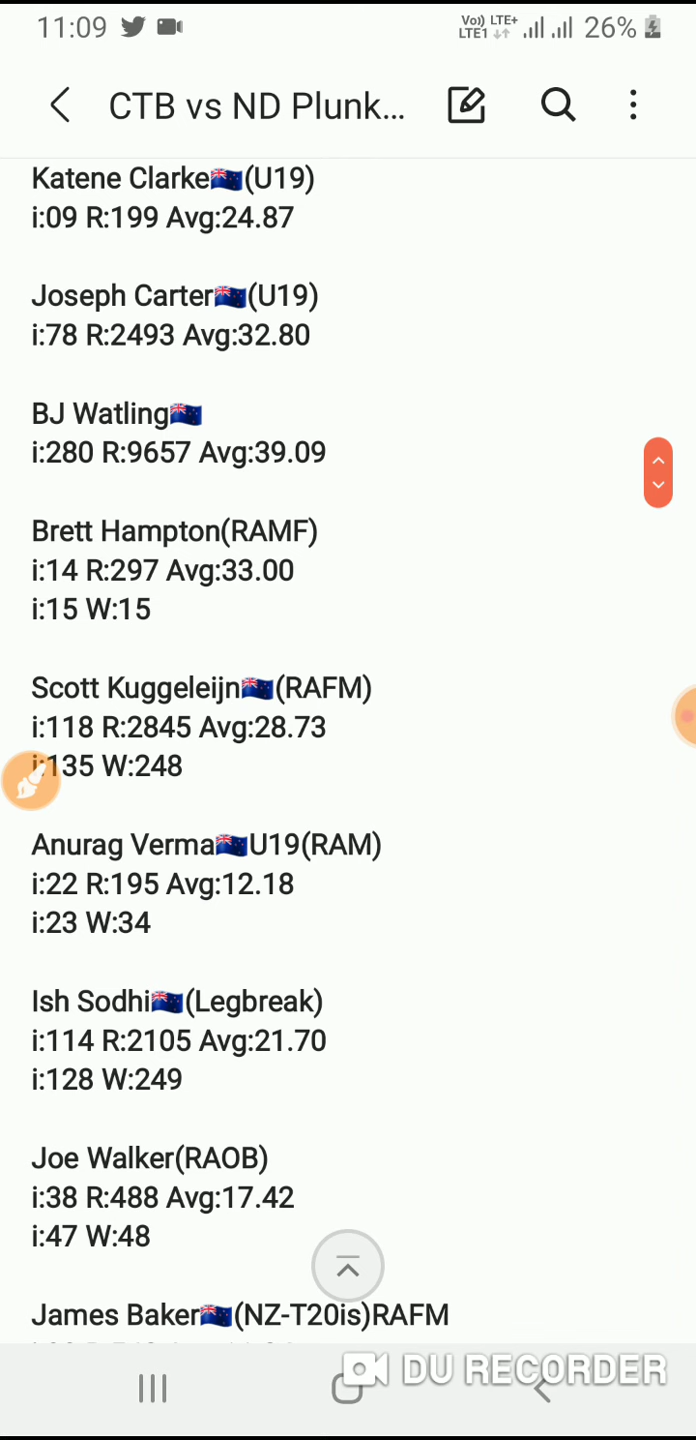 11:09
Vo)) LTE+
LTE1
26%
CTB vs ND Plunk...
Katene Clarke🇳🇿(U19)
i:09 R:199 Avg:24.87
Joseph Carter🇳🇿(U19)
i:78 R:2493 Avg:32.80
BJ Watling🇳🇿
i:280 R:9657 Avg:39.09
Brett Hampton(RAMF)
i:14 R:297 Avg:33.00
i:15 W:15
Scott Kuggeleijn🇳🇿(RAFM)
i:118 R:2845 Avg:28.73
i:135 W:248
Anurag Verma🇳🇿U19(RAM)
i:22 R:195 Avg:12.18
i:23 W:34
Ish Sodhi🇳🇿(Legbreak)
i:114 R:2105 Avg:21.70
i:128 W:249
Joe Walker(RAOB)
i:38 R:488 Avg:17.42
i:47 W:48
James Baker🇳🇿(NZ-T20is)RAFM
DU RECORDER